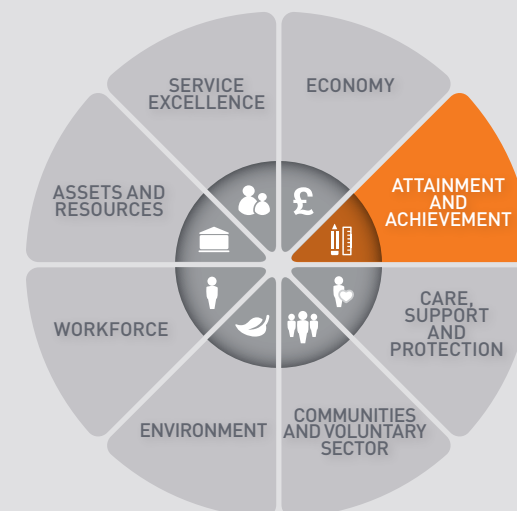 SERVICE
EXCELLENCE
ECONOMY
ASSETS AND
RESOURCES
£
ATTAINMENT
AND
ACHIEVEMENT
WORKFORCE
CARE,
SUPPORT
AND
PROTECTION
ENVIRONMENT
COMMUNITIES
AND VOLUNTARY
SECTOR